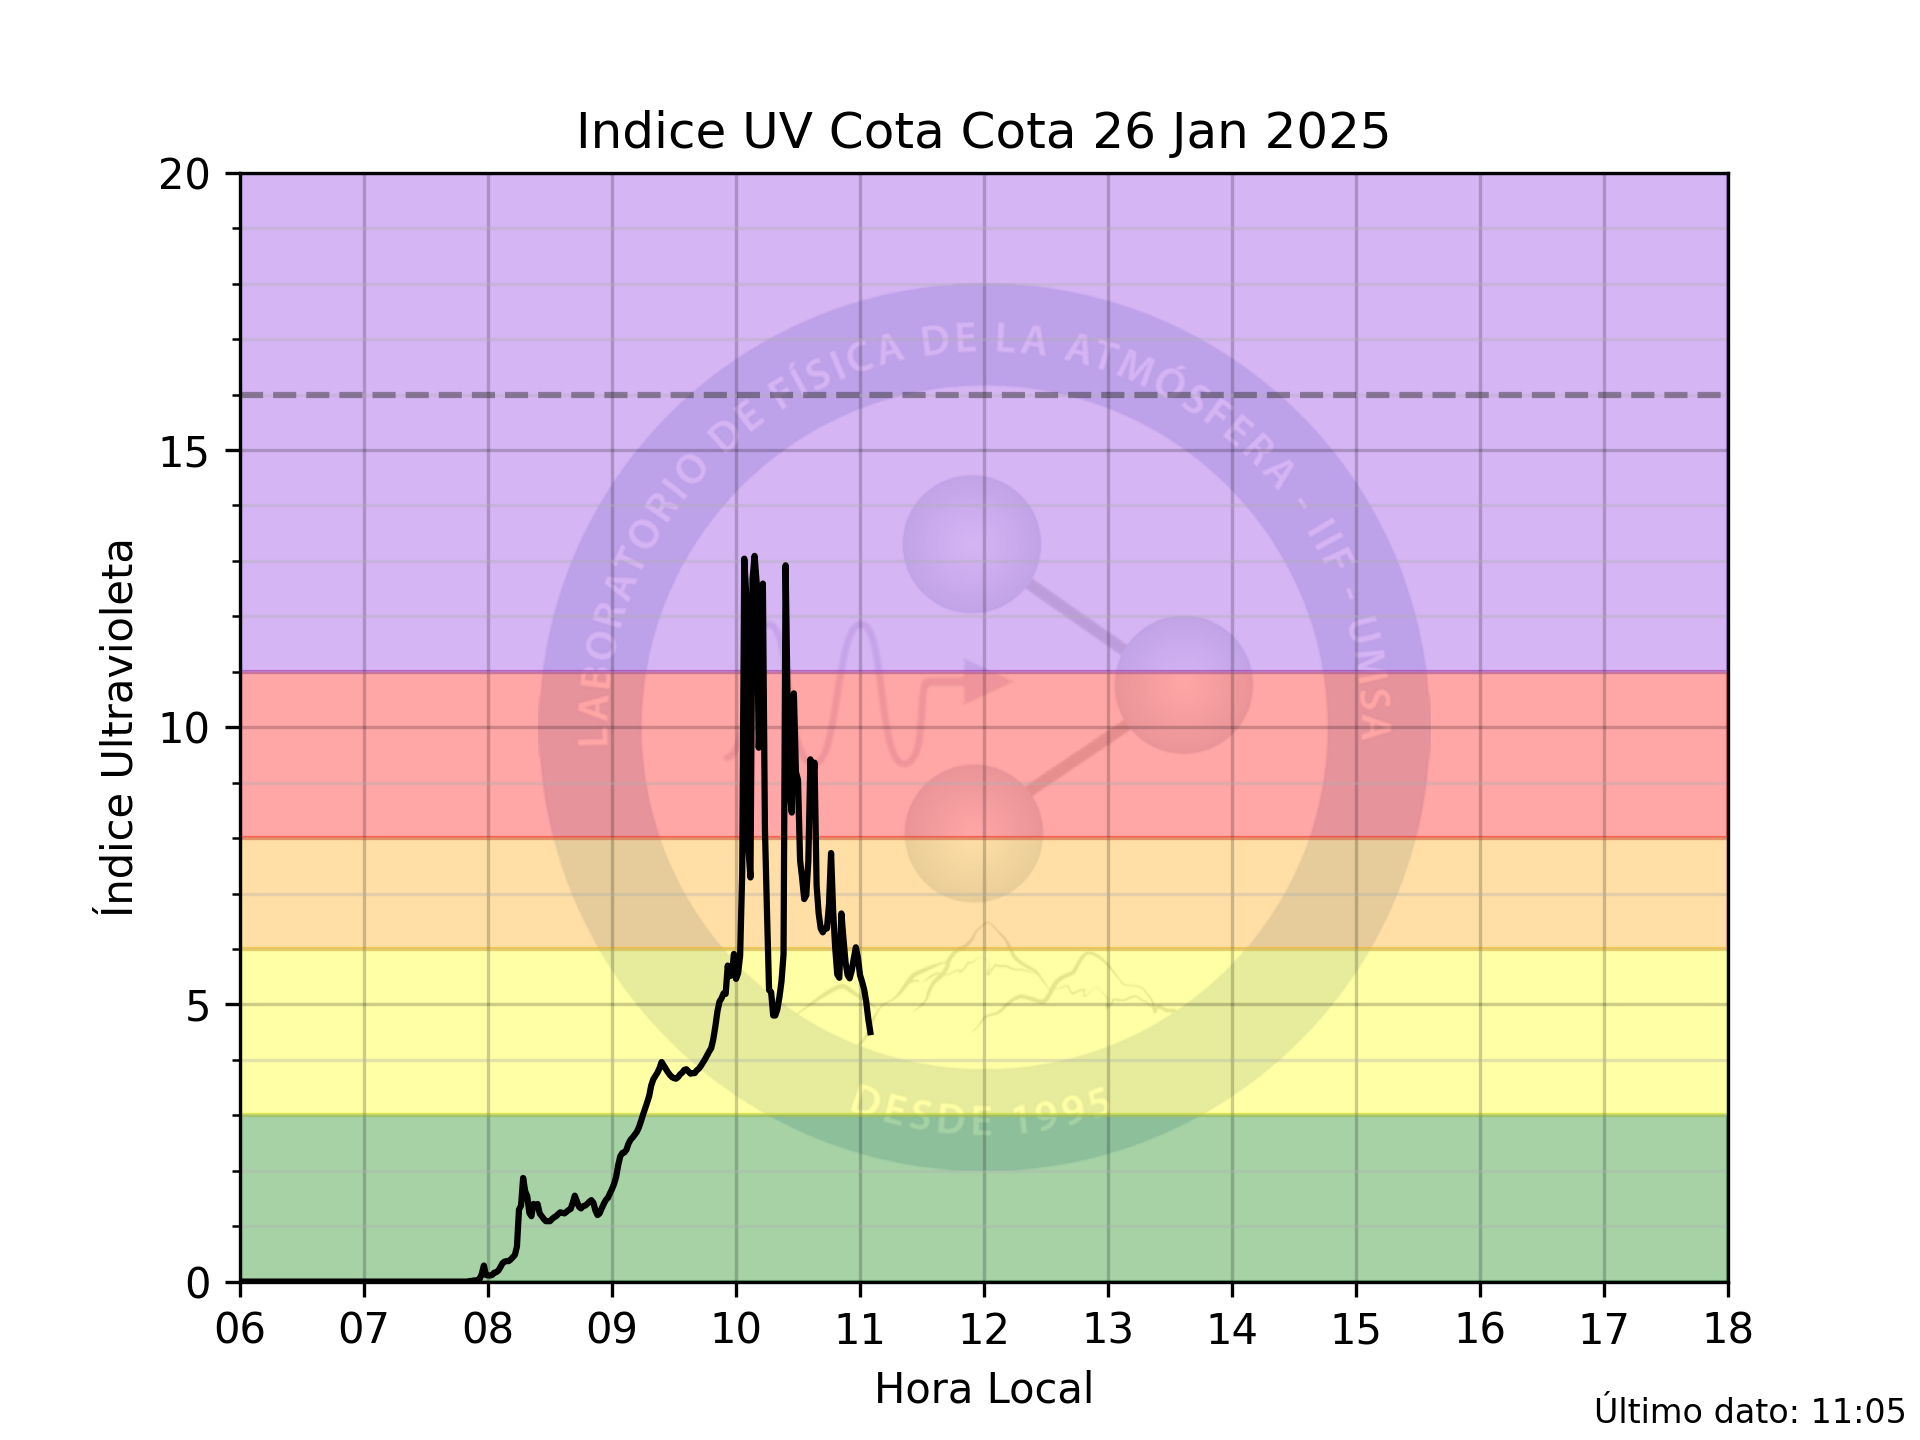 Indice UV Cota Cota 26 Jan 2025
20
15
10
5
0
Índice Ultravioleta
LABORATORIO DE FÍSICA DE LA ATMÓSFERA - IIF - UMSA
DESDE 1995
06 07 08 09 10 11 12 13 14 15 16 17 18
Hora Local
Último dato: 11:05